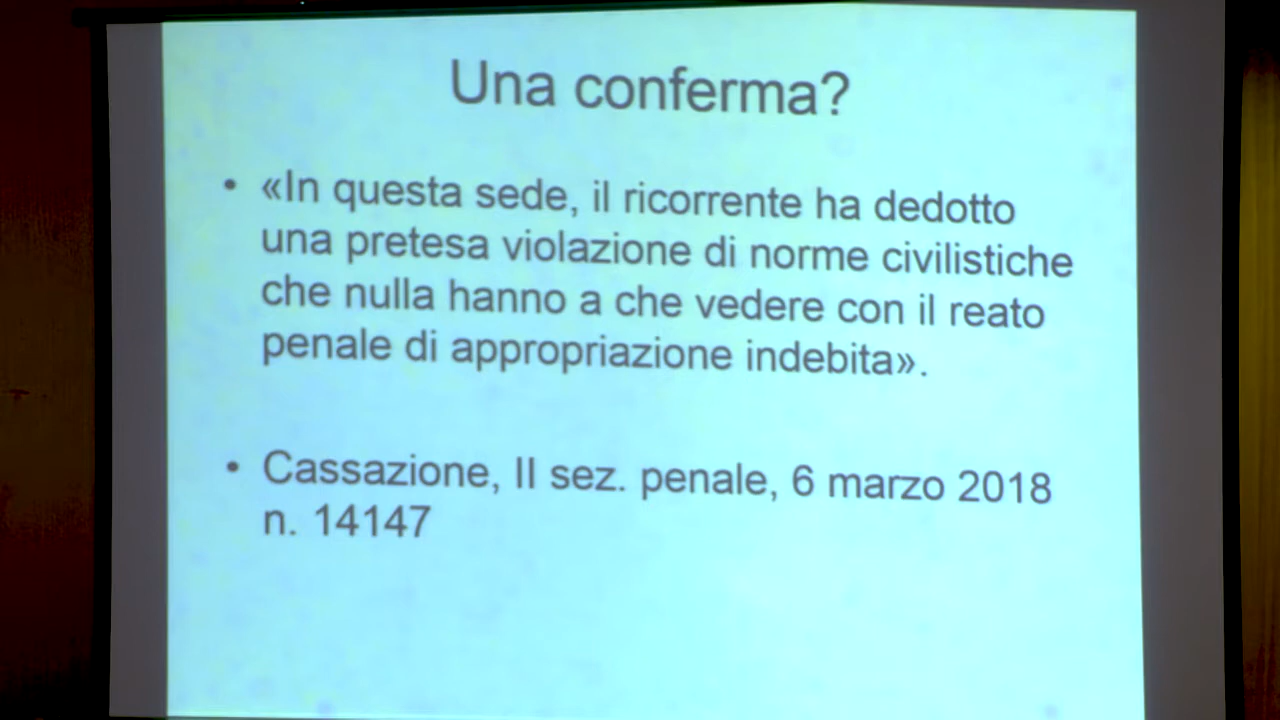 Una conferma?
• «In questa sede, il ricorrente ha dedotto
una pretesa violazione di norme civilistiche
che nulla hanno a che vedere con il reato
penale di appropriazione indebita».
• Cassazione, II sez. penale, 6 marzo 2018
n. 14147